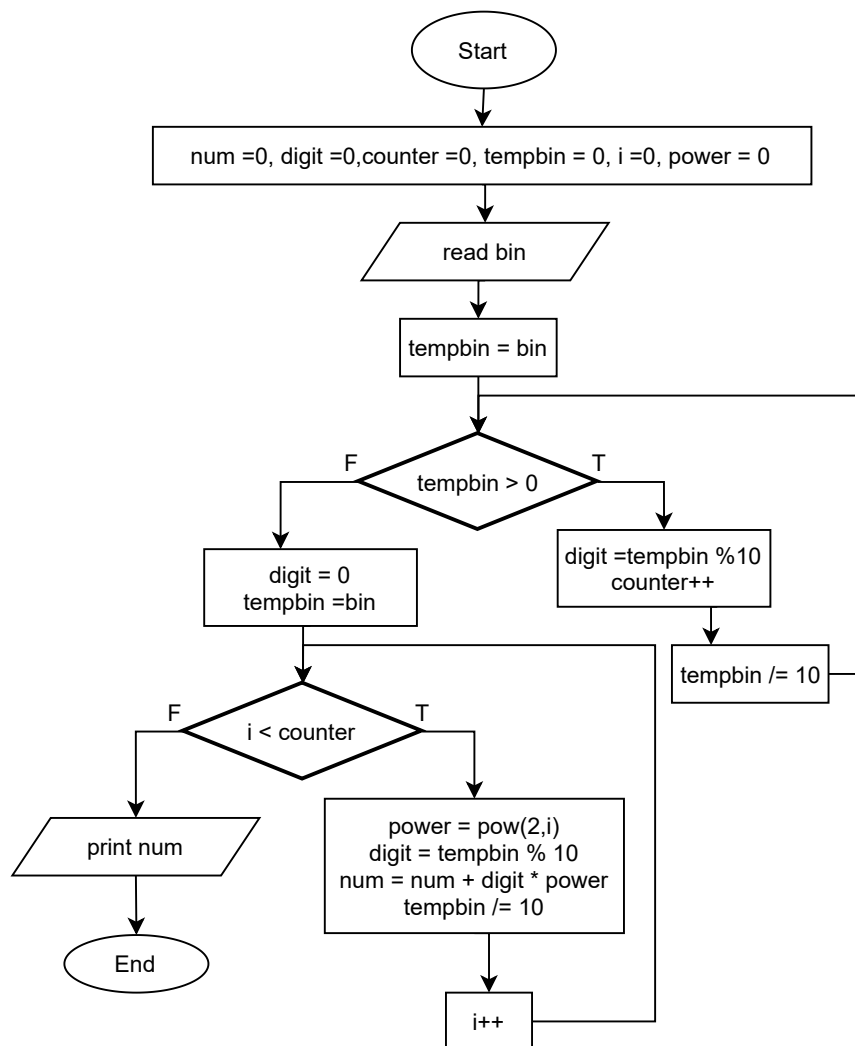 Start
num =0, digit =0,counter =0, tempbin = 0, i =0, power = 0
read bin
tempbin = bin
F
T
tempbin > 0
digit =tempbin %10
counter++
tempbin /= 10
digit = 0
tempbin =bin
F
T
i < counter
power = pow(2,i)
digit = tempbin % 10
num = num + digit * power
tempbin /= 10
i++
print num
End